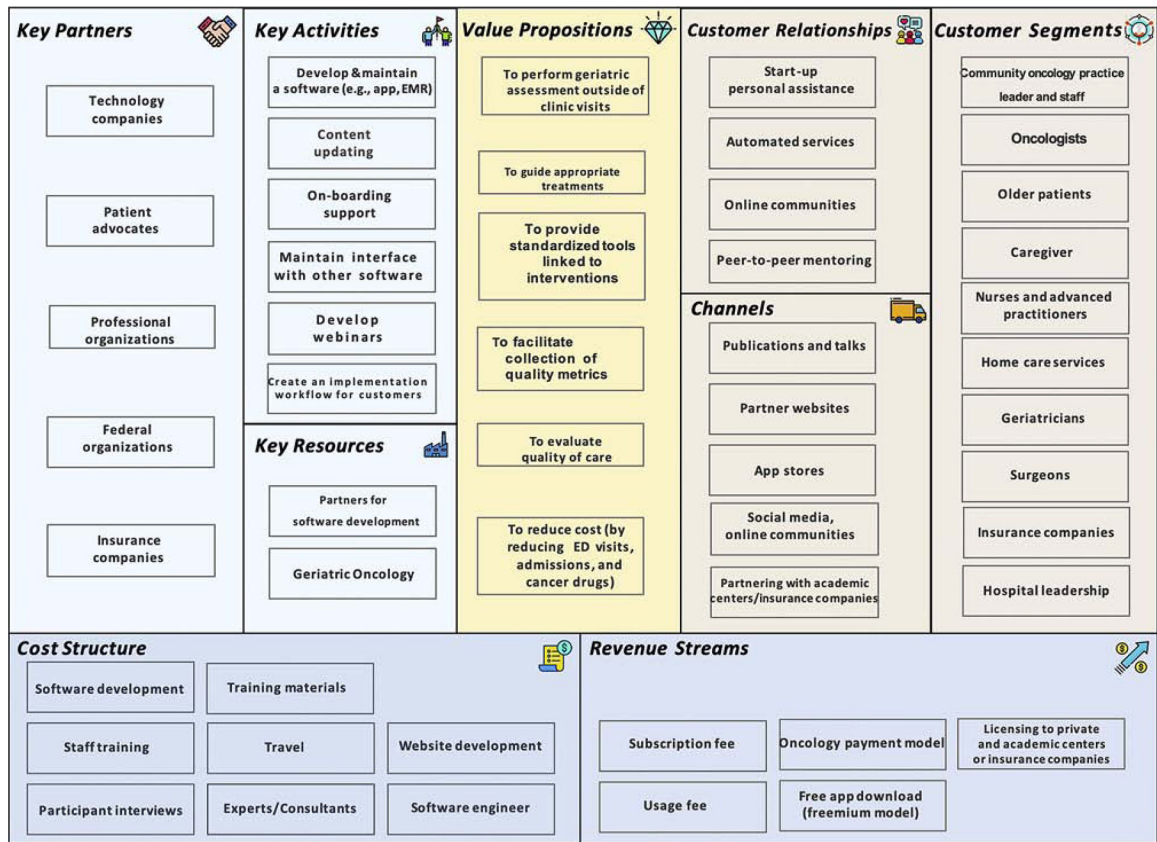 Key Partners
Technology
companies
Patient
advocates
Professional
organizations
Federal
organizations
Insurance
companies
Key Activities
Develop & maintain
a software (e.g., app, EMR)
Content
updating
On-boarding
support
Maintain interface
with other software
Develop
webinars
Create an implementation
workflow for customers
Key Resources
Partners for
software development
Geriatric Oncology
Value Propositions
To perform geriatric
assessment outside of
clinic visits
To guide appropriate
treatments
To provide
standardized tools
linked to
interventions
To facilitate
collection of
quality metrics
To evaluate
quality of care
To reduce cost (by
reducing ED visits,
admissions, and
cancer drugs)
Customer Relationships
Start-up
personal assistance
Automated services
Online communities
Peer-to-peer mentoring
Channels
Publications and talks
Partner websites
App stores
Social media,
online communities
Partnering with academic
centers/insurance companies
Customer Segments
Community oncology practice
leader and staff
Oncologists
Older patients
Caregiver
Nurses and advanced
practitioners
Home care services
Geriatricians
Surgeons
Insurance companies
Hospital leadership
Cost Structure
Software development
Training materials
Staff training
Travel
Website development
Participant interviews
Experts/Consultants
Software engineer
Revenue Streams
Subscription fee
Oncology payment model
Licensing to private
and academic centers
or insurance companies
Usage fee
Free app download
(freemium model)